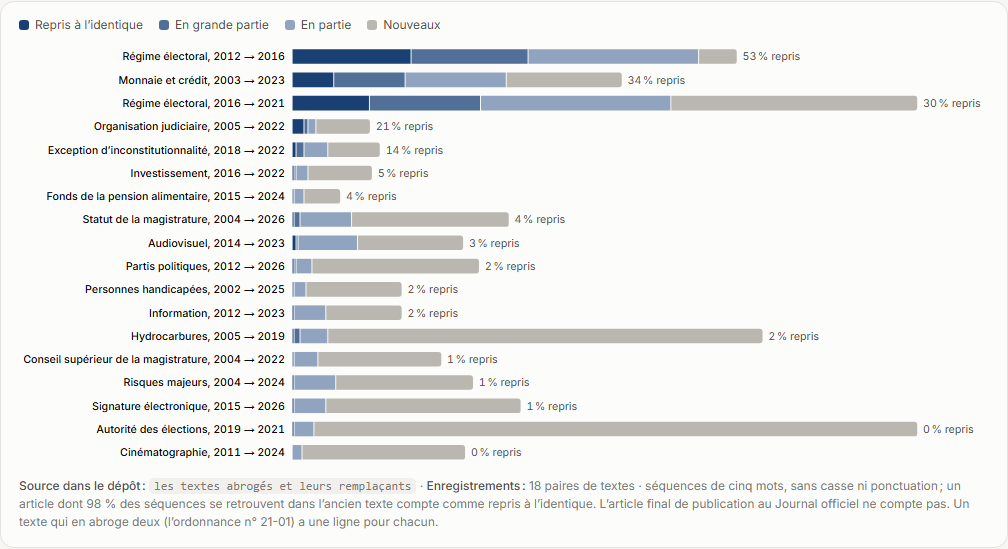 Repris à l’identique En grande partie En partie Nouveaux
Régime électoral, 2012 → 2016 53 % repris
Monnaie et crédit, 2003 → 2023 34 % repris
Régime électoral, 2016 → 2021 30 % repris
Organisation judiciaire, 2005 → 2022 21 % repris
Exception d’inconstitutionnalité, 2018 → 2022 14 % repris
Investissement, 2016 → 2022 5 % repris
Fonds de la pension alimentaire, 2015 → 2024 4 % repris
Statut de la magistrature, 2004 → 2026 4 % repris
Audiovisuel, 2014 → 2023 3 % repris
Partis politiques, 2012 → 2026 2 % repris
Personnes handicapées, 2002 → 2025 2 % repris
Information, 2012 → 2023 2 % repris
Hydrocarbures, 2005 → 2019 2 % repris
Conseil supérieur de la magistrature, 2004 → 2022 1 % repris
Risques majeurs, 2004 → 2024 1 % repris
Signature électronique, 2015 → 2026 1 % repris
Autorité des élections, 2019 → 2021 0 % repris
Cinématographie, 2011 → 2024 0 % repris
Source dans le dépôt : les textes abrogés et leurs remplaçants · Enregistrements : 18 paires de textes · séquences de cinq mots, sans casse ni ponctuation ; un
article dont 98 % des séquences se retrouvent dans l’ancien texte compte comme repris à l’identique. L’article final de publication au Journal officiel ne compte pas. Un
texte qui en abroge deux (l’ordonnance n° 21-01) a une ligne pour chacun.